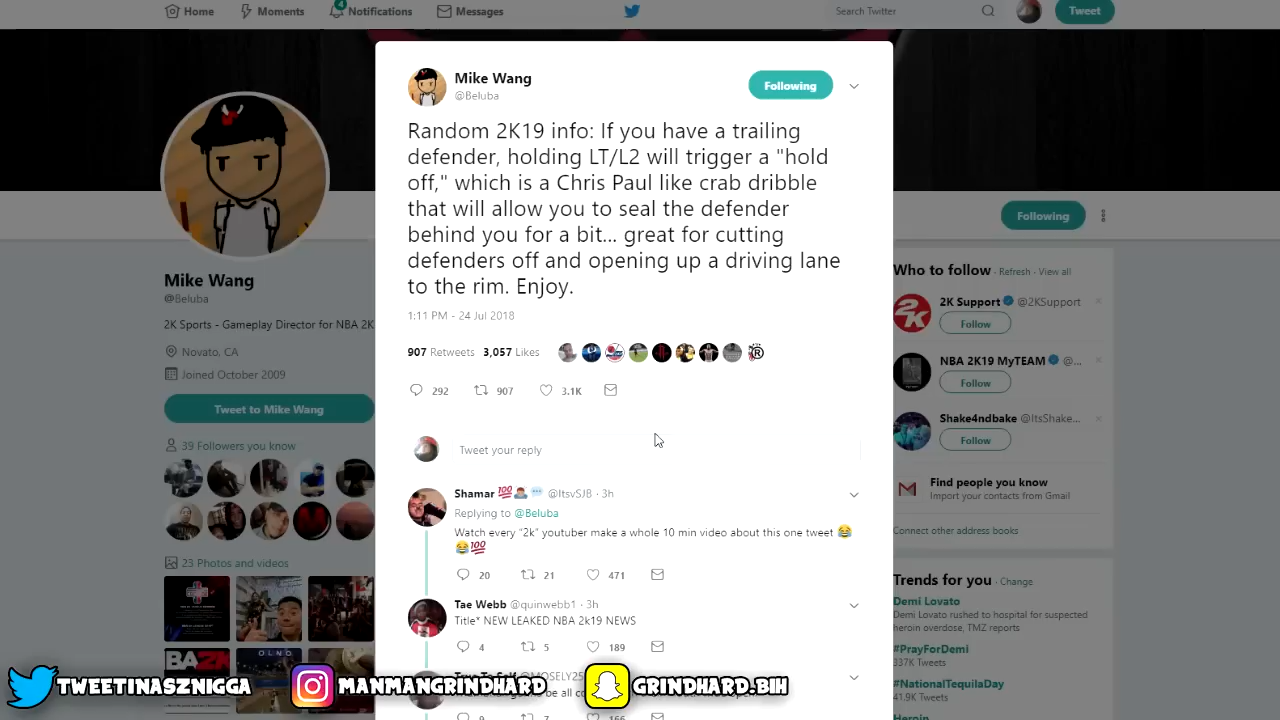 Home
Moments
4
Notifications
Messages
Search Twitter
Tweet
Mike Wang
@Beluba
Following
Random 2K19 info: If you have a trailing
defender, holding LT/L2 will trigger a "hold
off," which is a Chris Paul like crab dribble
that will allow you to seal the defender
behind you for a bit... great for cutting
defenders off and opening up a driving lane
to the rim. Enjoy.
1:11 PM - 24 Jul 2018
907 Retweets 3,057 Likes
292 907 3.1K
Tweet your reply
Shamar 💯 @ItsvSJB · 3h
Replying to @Beluba
Watch every "2k" youtuber make a whole 10 min video about this one tweet 😂
😂💯
20 21 471
Tae Webb @quinwebb1 · 3h
Title* NEW LEAKED NBA 2k19 NEWS
4 5 189
9 7 166
Mike Wang
@Beluba
2K Sports - Gameplay Director for NBA 2K
Novato, CA
Joined October 2009
Tweet to Mike Wang
39 Followers you know
23 Photos and videos
Following
Who to follow · Refresh · View all
2K Support @2KSupport
Follow
NBA 2K19 MyTEAM @...
Follow
Shake4ndbake @ItsShake...
Follow
Find people you know
Import your contacts from Gmail
Connect other address books
Trends for you · Change
Demi Lovato
Demi Lovato rushed to hospital for suspected
heroin overdose, TMZ reports
#PrayForDemi
337K Tweets
#NationalTequilaDay
41.9K Tweets
Heroin
TWEETINASZNIGGA
MANMANGRINDHARD
GRINDHARD.BIH